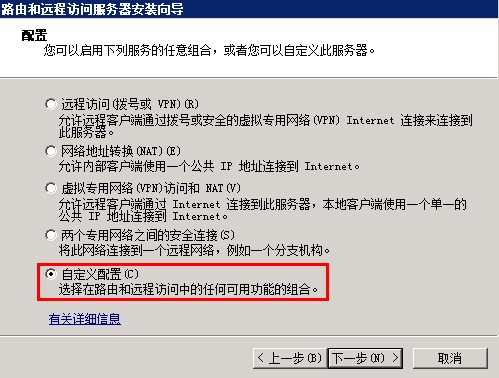 路由和远程访问服务器安装向导
配置
您可以启用下列服务的任意组合，或者您可以自定义此服务器。
远程访问(拨号或 VPN)(R)
允许远程客户端通过拨号或安全的虚拟专用网络(VPN) Internet 连接来连接到
此服务器。
网络地址转换(NAT)(E)
允许内部客户端使用一个公共 IP 地址连接到 Internet。
虚拟专用网络(VPN)访问和 NAT(V)
允许远程客户端通过 Internet 连接到此服务器，本地客户端使用一个单一的
公共 IP 地址连接到 Internet。
两个专用网络之间的安全连接(S)
将此网络连接到一个远程网络，例如一个分支机构。
自定义配置(C)
选择在路由和远程访问中的任何可用功能的组合。
有关详细信息
< 上一步(B) 下一步(N) > 取消